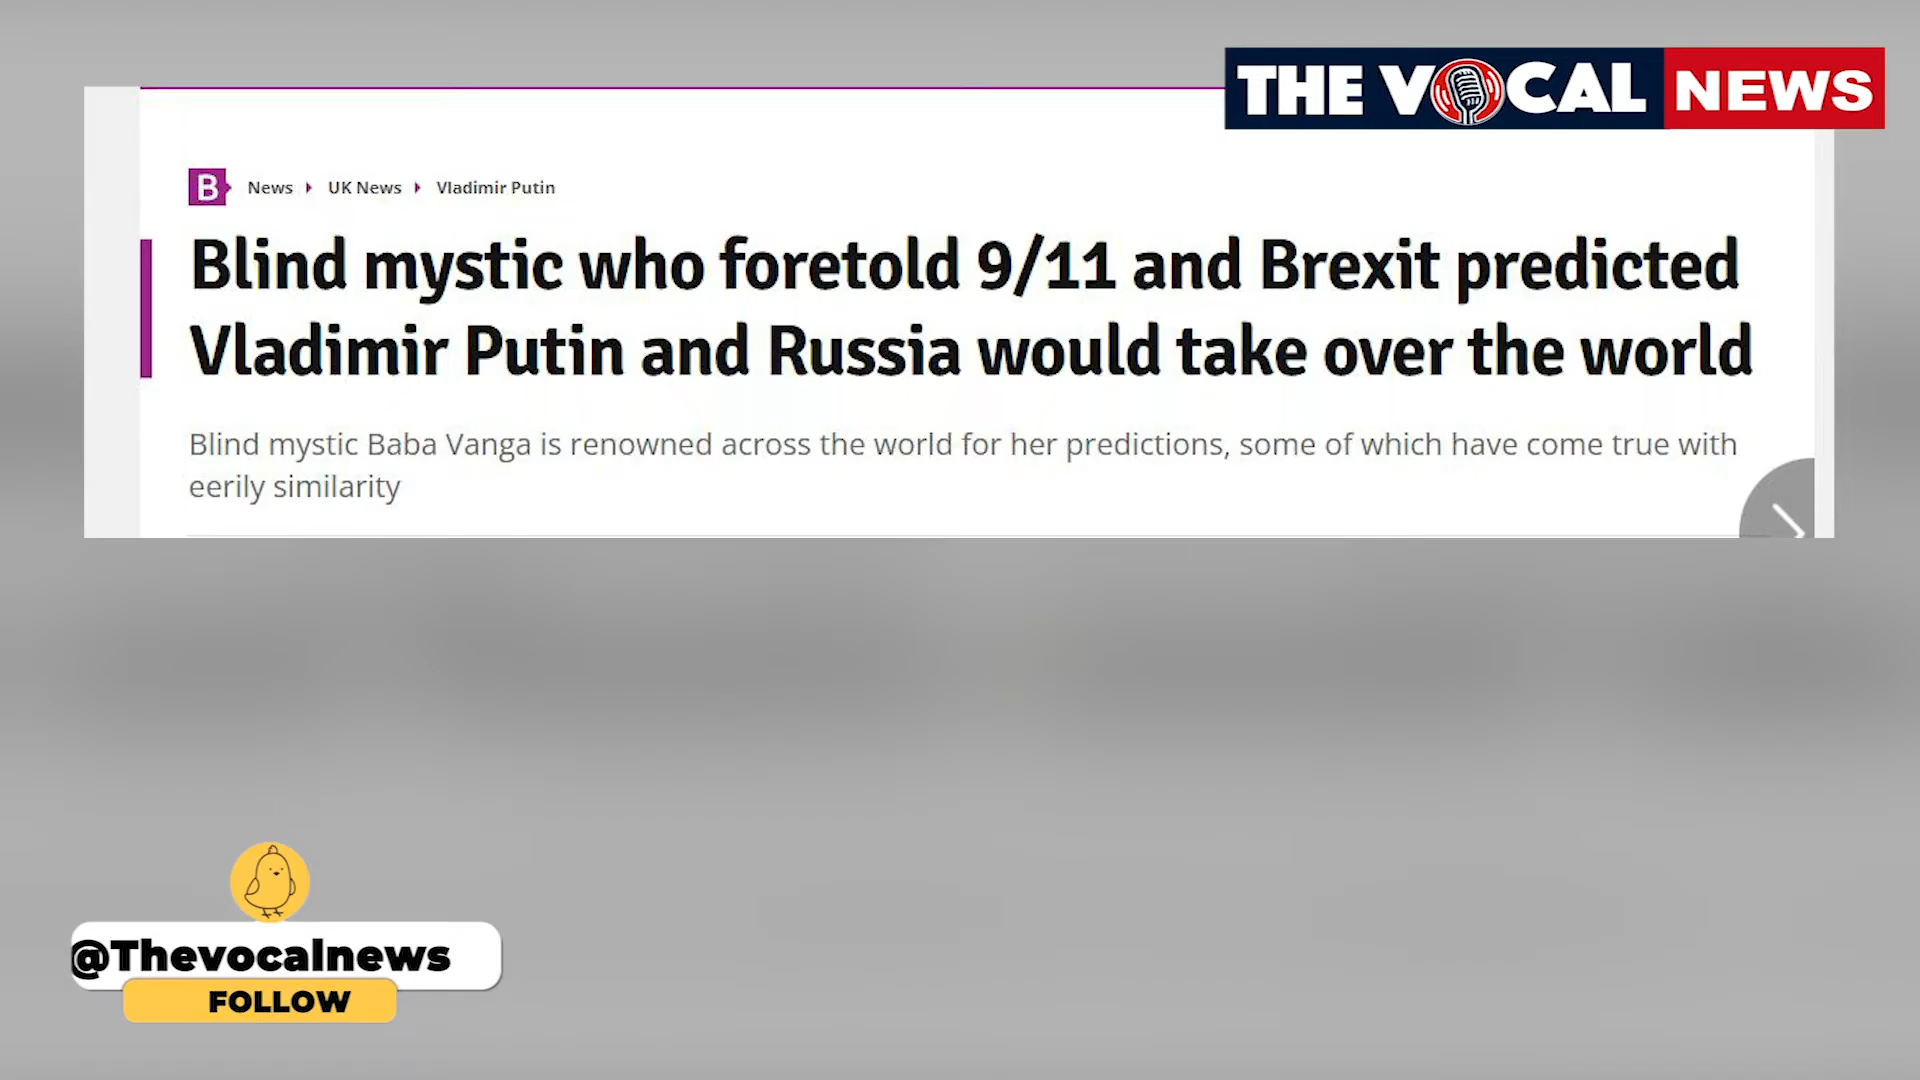 THE VOCAL NEWS
B News UK News Vladimir Putin
Blind mystic who foretold 9/11 and Brexit predicted
Vladimir Putin and Russia would take over the world
Blind mystic Baba Vanga is renowned across the world for her predictions, some of which have come true with
eerily similarity
@Thevocalnews
FOLLOW